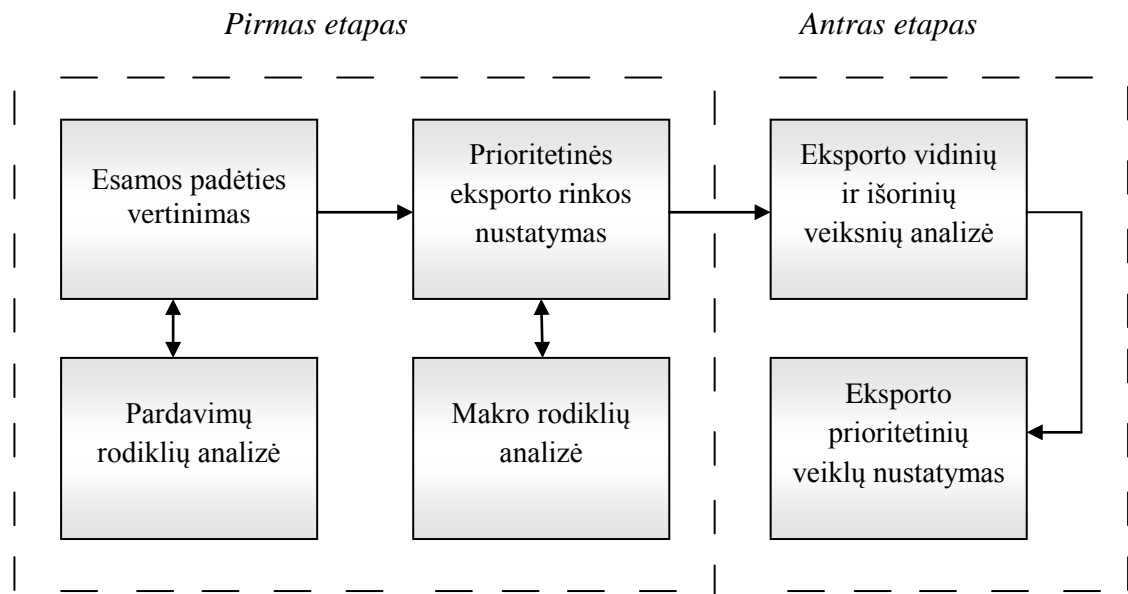 Pirmas etapas
Antras etapas
Esamos padėties
vertinimas
Prioritetinės
eksporto rinkos
nustatymas
Eksporto vidinių
ir išorinių
veiksnių analizė
Pardavimų
rodiklių analizė
Makro rodiklių
analizė
Eksporto
prioritetinių
veiklų nustatymas